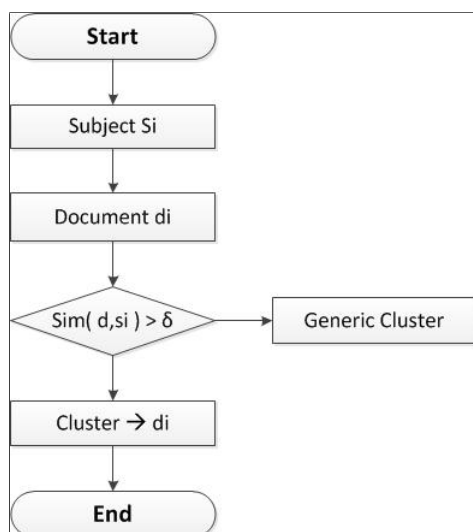 Start
Subject Si
Document di
Sim( d,si ) > δ
Generic Cluster
Cluster → di
End